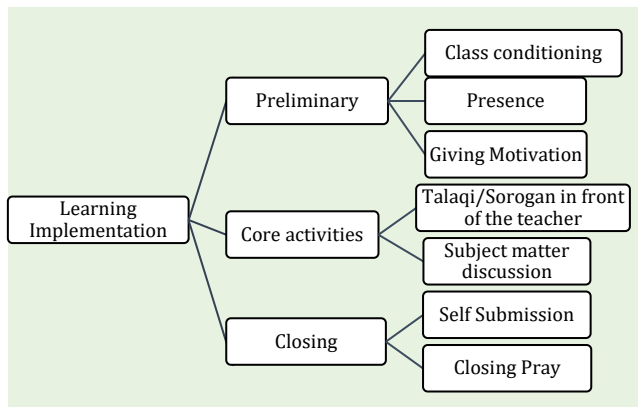 Learning
Implementation
Preliminary
Class conditioning
Presence
Giving Motivation
Core activities
Talaqi/Sorogan in front
of the teacher
Subject matter
discussion
Closing
Self Submission
Closing Pray